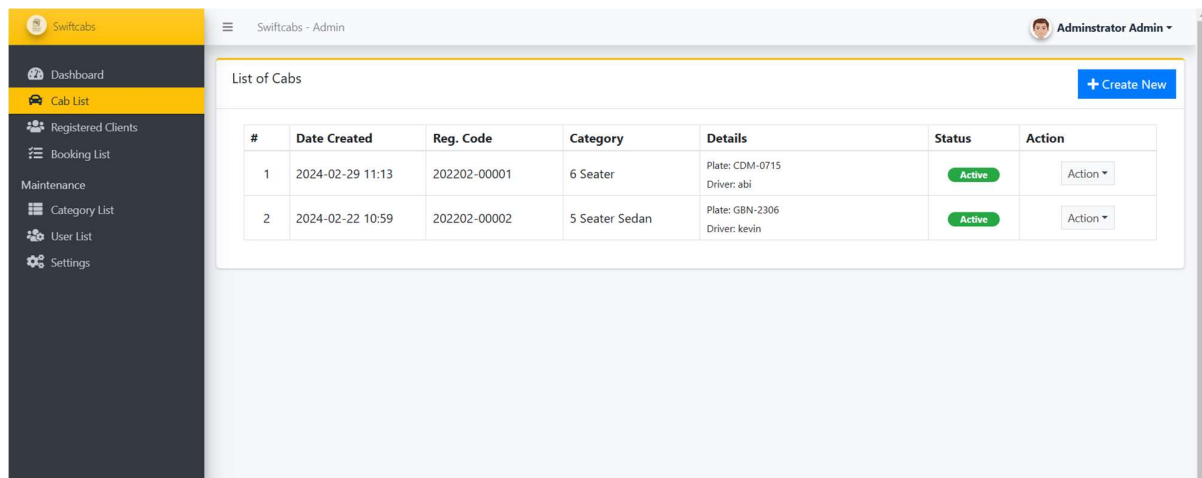 Swiftcabs
Swiftcabs - Admin
Adminstrator Admin
Dashboard
Cab List
Registered Clients
Booking List
Maintenance
Category List
User List
Settings
List of Cabs
Create New
# Date Created Reg. Code Category Details Status Action
1 2024-02-29 11:13 202202-00001 6 Seater Plate: CDM-0715 Active Action
Driver: abi
2 2024-02-22 10:59 202202-00002 5 Seater Sedan Plate: GBN-2306 Active Action
Driver: kevin